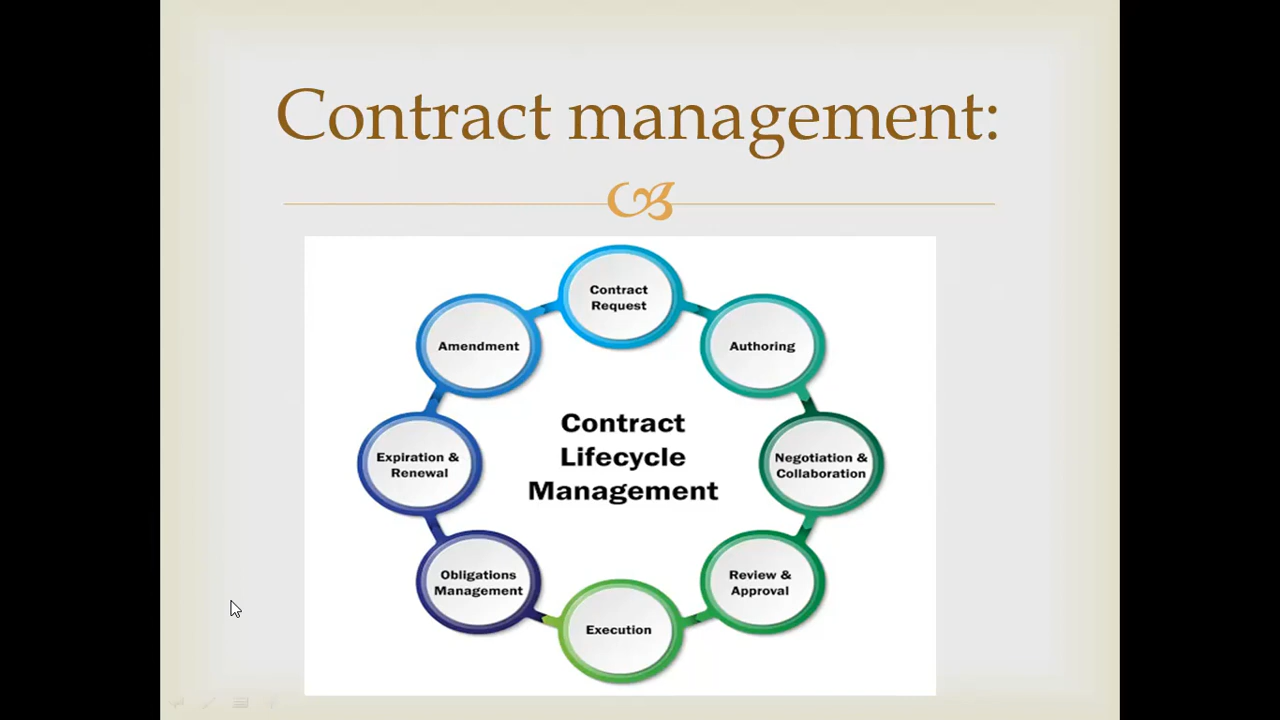 Contract management:
Contract
Request
Authoring
Negotiation &
Collaboration
Review &
Approval
Execution
Obligations
Management
Expiration &
Renewal
Amendment
Contract
Lifecycle
Management